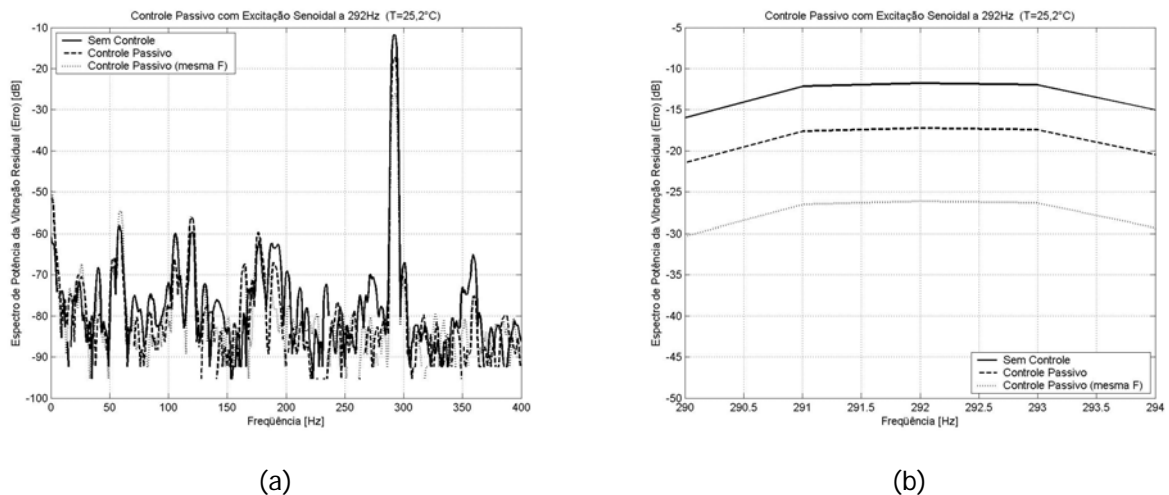 Controle Passivo com Excitação Senoidal a 292Hz (T=25,2°C)
Espectro de Potência da Vibração Residual (Erro) [dB]
-10
-20
-30
-40
-50
-60
-70
-80
-90
-100
Sem Controle
Controle Passivo
Controle Passivo (mesma F)
0
50
100
150
200
250
300
350
400
Freqüência [Hz]
(a)
Controle Passivo com Excitação Senoidal a 292Hz (T=25,2°C)
Espectro de Potência da Vibração Residual (Erro) [dB]
-5
-10
-15
-20
-25
-30
-35
-40
-45
-50
Sem Controle
Controle Passivo
Controle Passivo (mesma F)
290
290.5
291
291.5
292
292.5
293
293.5
294
Freqüência [Hz]
(b)